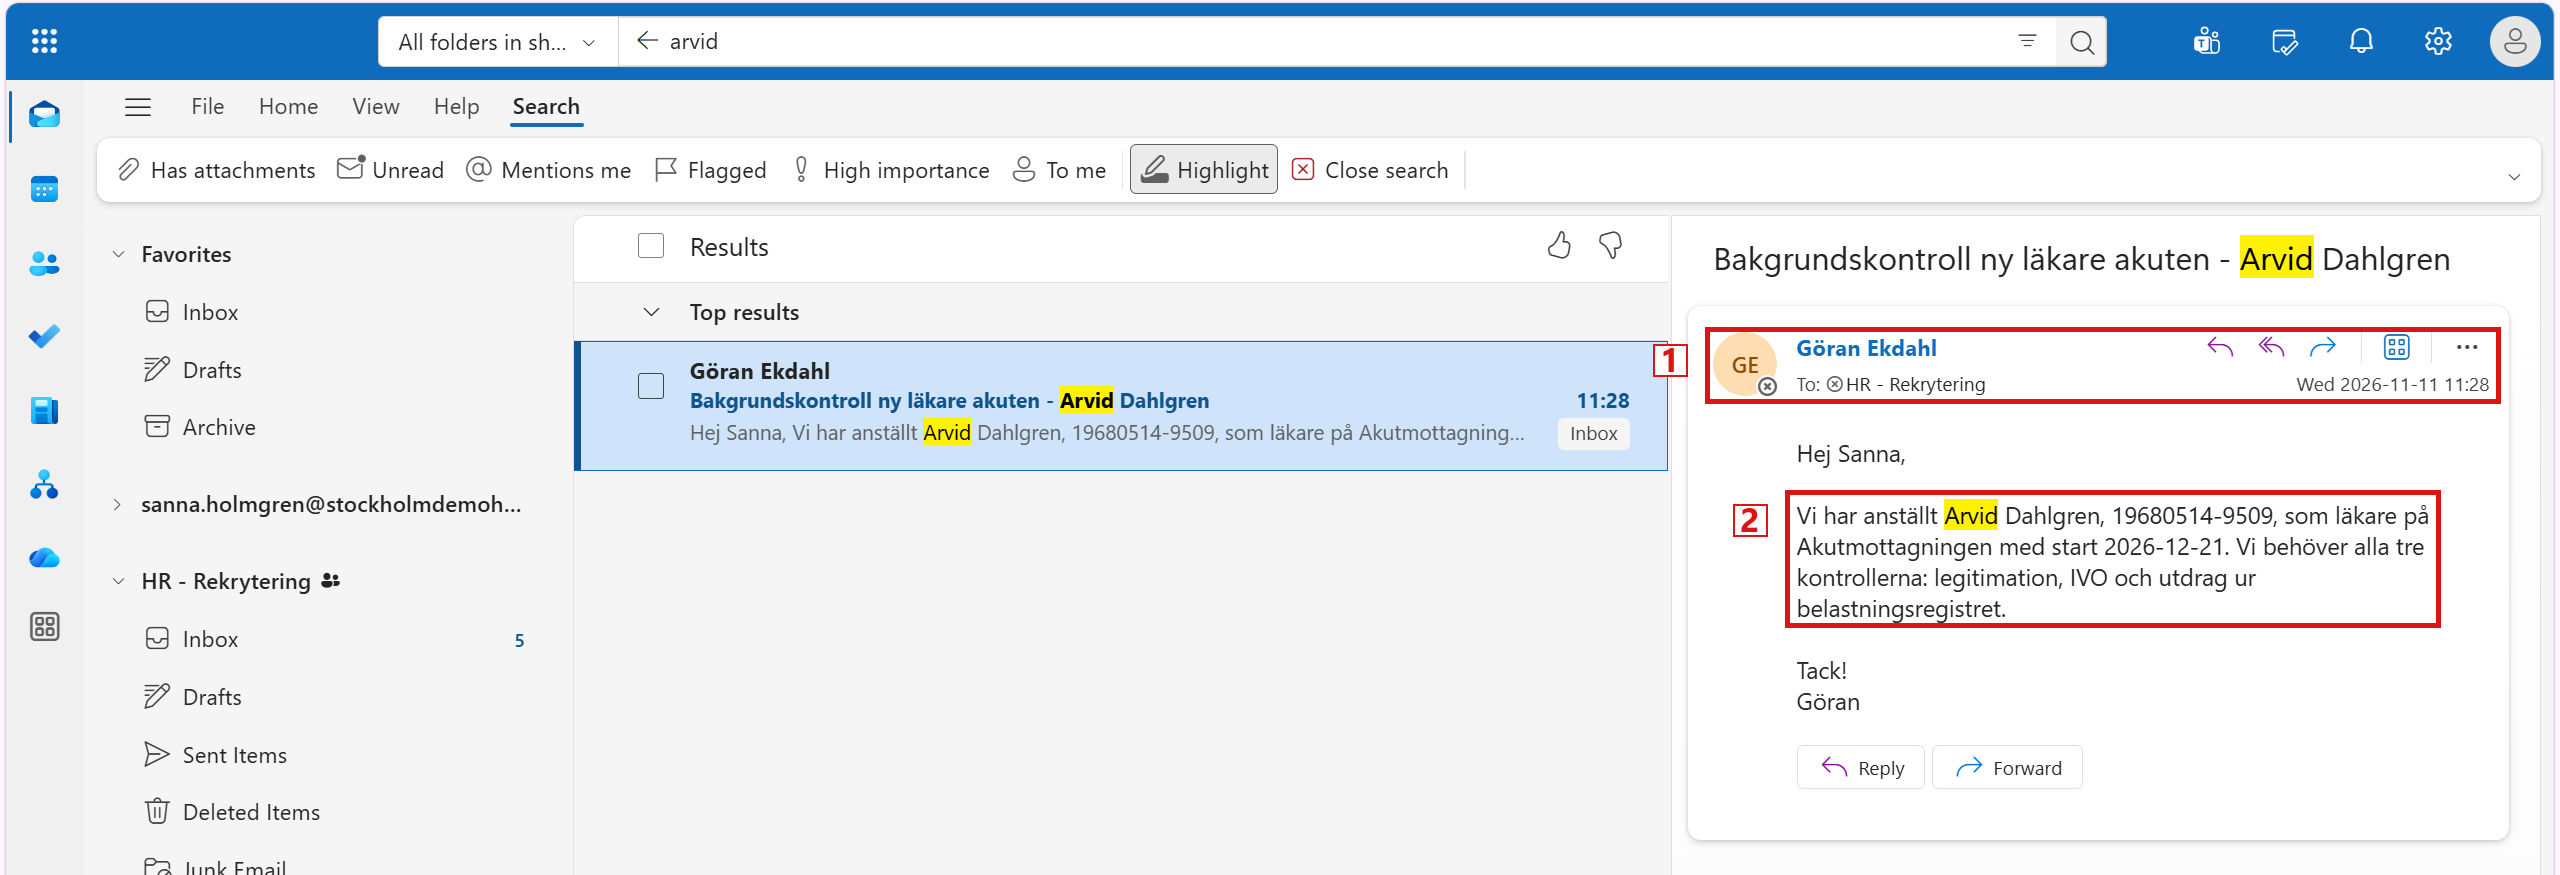 All folders in sh...
arvid
File
Home
View
Help
Search
Has attachments
Unread
Mentions me
Flagged
High importance
To me
Highlight
Close search
Favorites
Inbox
Drafts
Archive
sanna.holmgren@stockholmdemoh...
HR - Rekrytering
Inbox 5
Drafts
Sent Items
Deleted Items
Junk Email
Results
Top results
Göran Ekdahl
Bakgrundskontroll ny läkare akuten - Arvid Dahlgren 11:28
Hej Sanna, Vi har anställt Arvid Dahlgren, 19680514-9509, som läkare på Akutmottagning... Inbox
Bakgrundskontroll ny läkare akuten - Arvid Dahlgren
1
GE
Göran Ekdahl
To: HR - Rekrytering
Wed 2026-11-11 11:28
Hej Sanna,
2
Vi har anställt Arvid Dahlgren, 19680514-9509, som läkare på
Akutmottagningen med start 2026-12-21. Vi behöver alla tre
kontrollerna: legitimation, IVO och utdrag ur
belastningsregistret.
Tack!
Göran
Reply
Forward